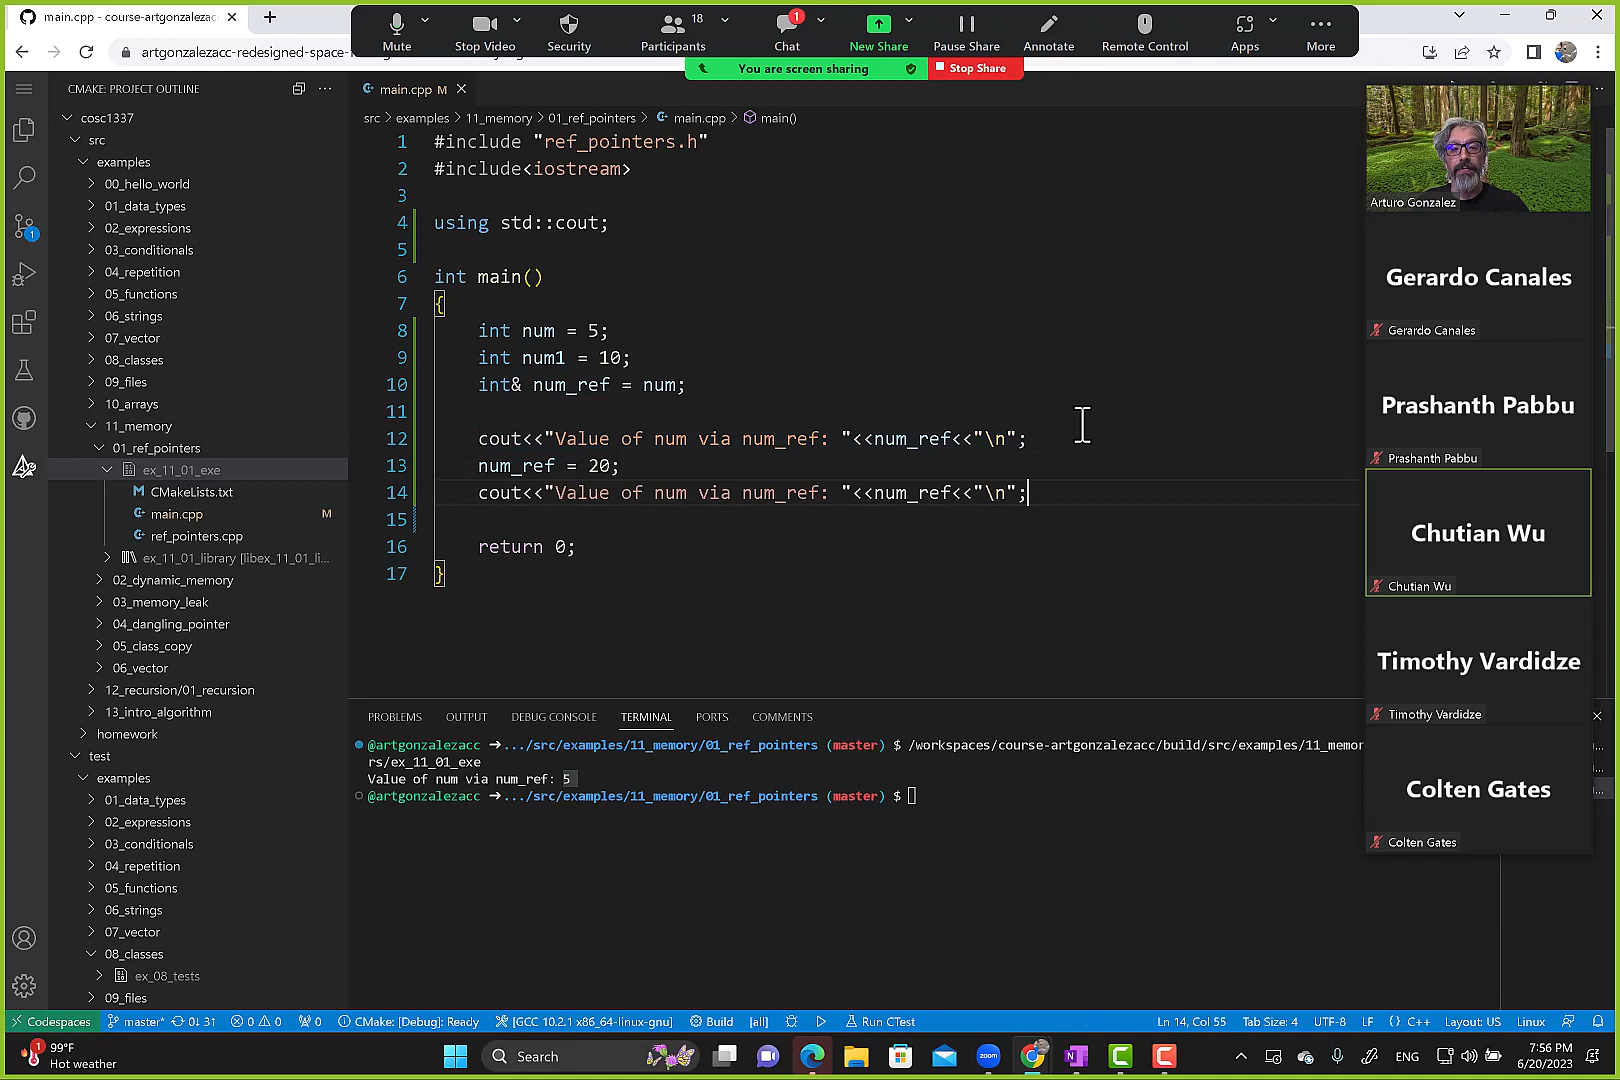 main.cpp - course-artgonzalezac
Mute
Stop Video
Security
18
Participants
1
Chat
New Share
Pause Share
Annotate
Remote Control
Apps
More
artgonzalezacc-redesigned-space-
You are screen sharing
Stop Share
CMAKE: PROJECT OUTLINE
cosc1337
src
examples
00_hello_world
01_data_types
02_expressions
03_conditionals
04_repetition
05_functions
06_strings
07_vector
08_classes
09_files
10_arrays
11_memory
01_ref_pointers
ex_11_01_exe
CMakeLists.txt
main.cpp M
ref_pointers.cpp
ex_11_01_library [libex_11_01_li...
02_dynamic_memory
03_memory_leak
04_dangling_pointer
05_class_copy
06_vector
12_recursion/01_recursion
13_intro_algorithm
homework
test
examples
01_data_types
02_expressions
03_conditionals
04_repetition
05_functions
06_strings
07_vector
08_classes
ex_08_tests
09_files
1
main.cpp M
src > examples > 11_memory > 01_ref_pointers > main.cpp > main()
1 #include "ref_pointers.h"
2 #include<iostream>
3
4 using std::cout;
5
6 int main()
7 {
8 int num = 5;
9 int num1 = 10;
10 int& num_ref = num;
11
12 cout<<"Value of num via num_ref: "<<num_ref<<"\n";
13 num_ref = 20;
14 cout<<"Value of num via num_ref: "<<num_ref<<"\n";
15
16 return 0;
17 }
PROBLEMS OUTPUT DEBUG CONSOLE TERMINAL PORTS COMMENTS
@artgonzalezacc ➜.../src/examples/11_memory/01_ref_pointers (master) $ /workspaces/course-artgonzalezacc/build/src/examples/11_memor
rs/ex_11_01_exe
Value of num via num_ref: 5
@artgonzalezacc ➜.../src/examples/11_memory/01_ref_pointers (master) $
Arturo Gonzalez
Gerardo Canales
Gerardo Canales
Prashanth Pabbu
Prashanth Pabbu
Chutian Wu
Chutian Wu
Timothy Vardidze
Timothy Vardidze
Colten Gates
Colten Gates
Codespaces master* 0↓ 3↑ 0 0 0 CMake: [Debug]: Ready [GCC 10.2.1 x86_64-linux-gnu] Build [all] Run CTest Ln 14, Col 55 Tab Size: 4 UTF-8 LF {} C++ Layout: US Linux
1
99°F
Hot weather
Search
zoom
ENG
7:56 PM
6/20/2023